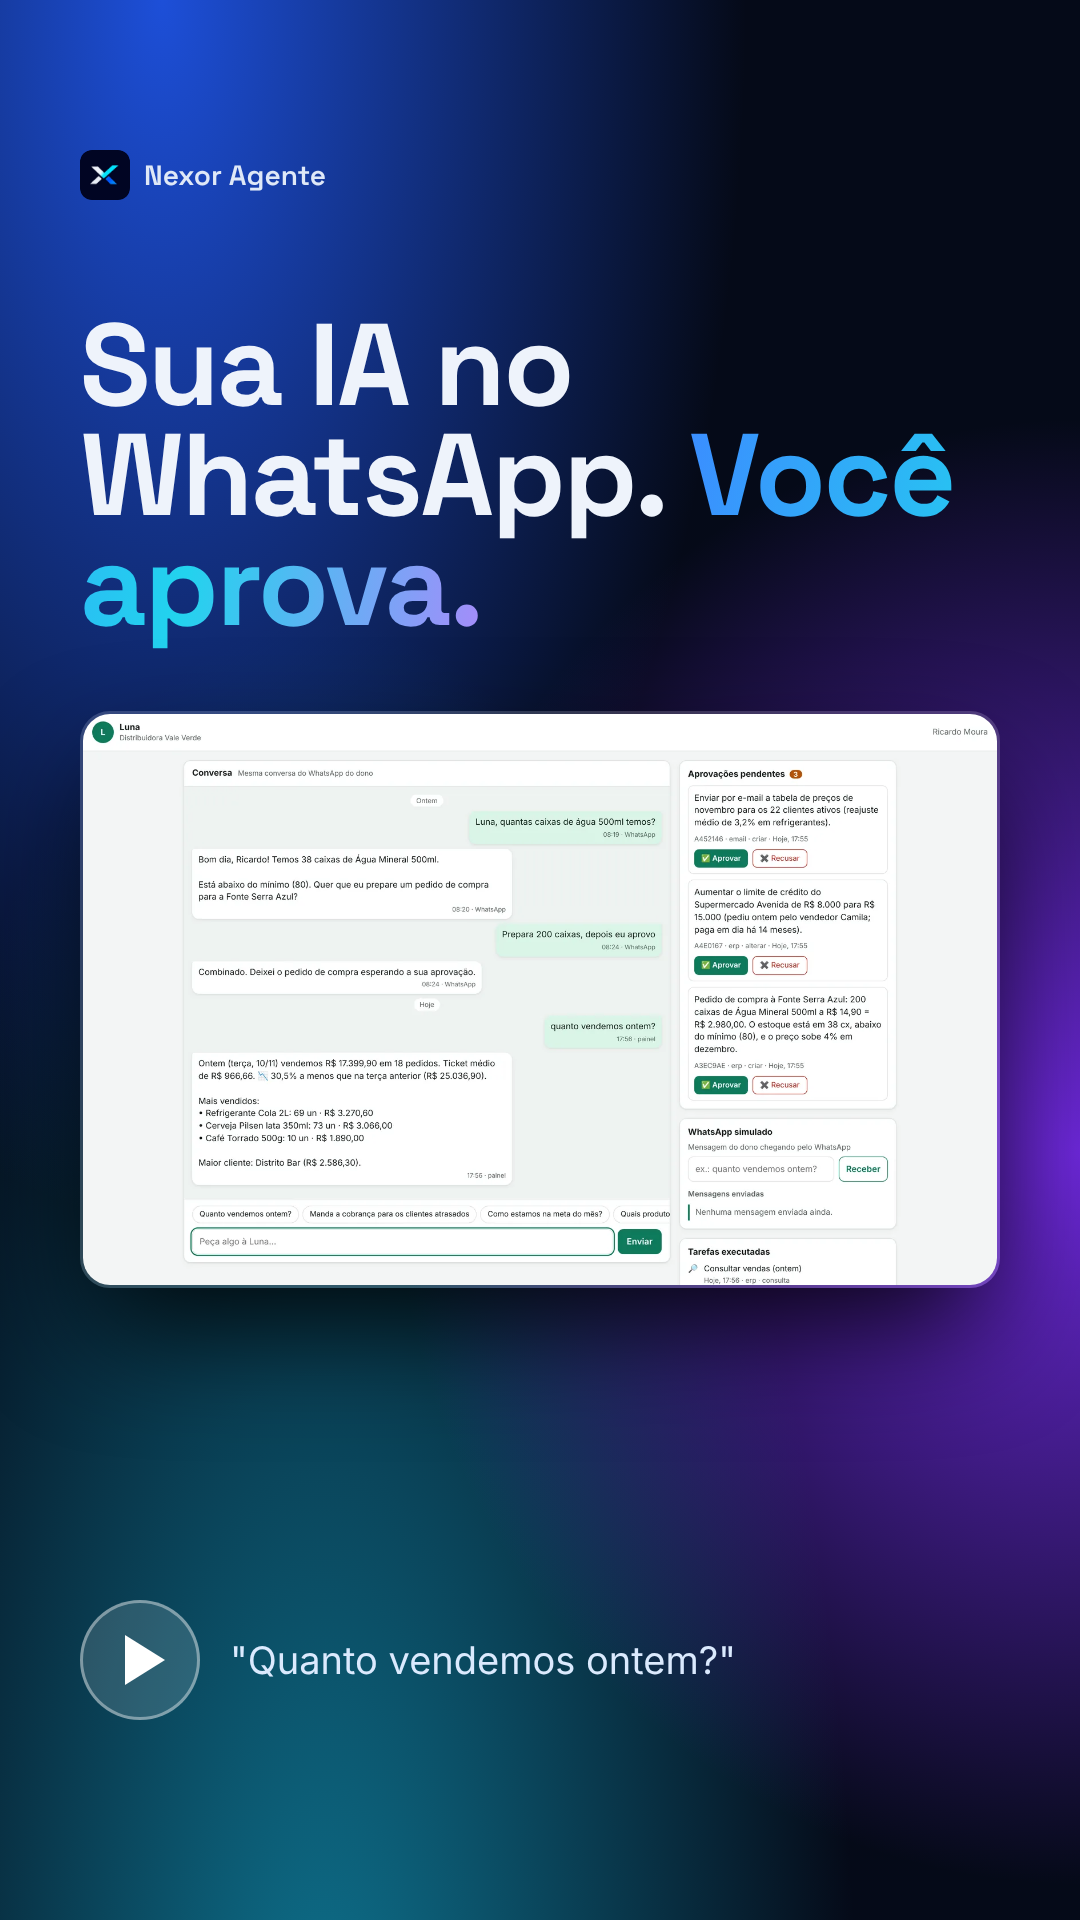 Nexor Agente
Sua IA no
WhatsApp. Você
aprova.
L
Luna
Distribuidora Vale Verde
Ricardo Moura
Conversa Mesma conversa do WhatsApp do dono
Ontem
Luna, quantas caixas de água 500ml temos?
08:19 · WhatsApp
Bom dia, Ricardo! Temos 38 caixas de Água Mineral 500ml.
Está abaixo do mínimo (80). Quer que eu prepare um pedido de compra
para a Fonte Serra Azul?
08:20 · WhatsApp
Prepara 200 caixas, depois eu aprovo
08:24 · WhatsApp
Combinado. Deixei o pedido de compra esperando a sua aprovação.
08:24 · WhatsApp
Hoje
quanto vendemos ontem?
17:56 · painel
Ontem (terça, 10/11) vendemos R$ 17.399,90 em 18 pedidos. Ticket médio
de R$ 966,66. 📉 30,5% a menos que na terça anterior (R$ 25.036,90).
Mais vendidos:
• Refrigerante Cola 2L: 69 un · R$ 3.270,60
• Cerveja Pilsen lata 350ml: 73 un · R$ 3.066,00
• Café Torrado 500g: 10 un · R$ 1.890,00
Maior cliente: Distrito Bar (R$ 2.586,30).
17:56 · painel
Quanto vendemos ontem?
Manda a cobrança para os clientes atrasados
Como estamos na meta do mês?
Quais produto
Peça algo à Luna...
Enviar
Aprovações pendentes 3
Enviar por e-mail a tabela de preços de
novembro para os 22 clientes ativos (reajuste
médio de 3,2% em refrigerantes).
A452146 · email · criar · Hoje, 17:55
✅ Aprovar
✖ Recusar
Aumentar o limite de crédito do
Supermercado Avenida de R$ 8.000 para R$
15.000 (pediu ontem pelo vendedor Camila;
paga em dia há 14 meses).
A4E0167 · erp · alterar · Hoje, 17:55
✅ Aprovar
✖ Recusar
Pedido de compra à Fonte Serra Azul: 200
caixas de Água Mineral 500ml a R$ 14,90 =
R$ 2.980,00. O estoque está em 38 cx, abaixo
do mínimo (80), e o preço sobe 4% em
dezembro.
A3EC9AE · erp · criar · Hoje, 17:55
✅ Aprovar
✖ Recusar
WhatsApp simulado
Mensagem do dono chegando pelo WhatsApp
ex.: quanto vendemos ontem?
Receber
Mensagens enviadas
Nenhuma mensagem enviada ainda.
Tarefas executadas
🔎 Consultar vendas (ontem)
Hoje, 17:56 · erp · consulta
"Quanto vendemos ontem?"